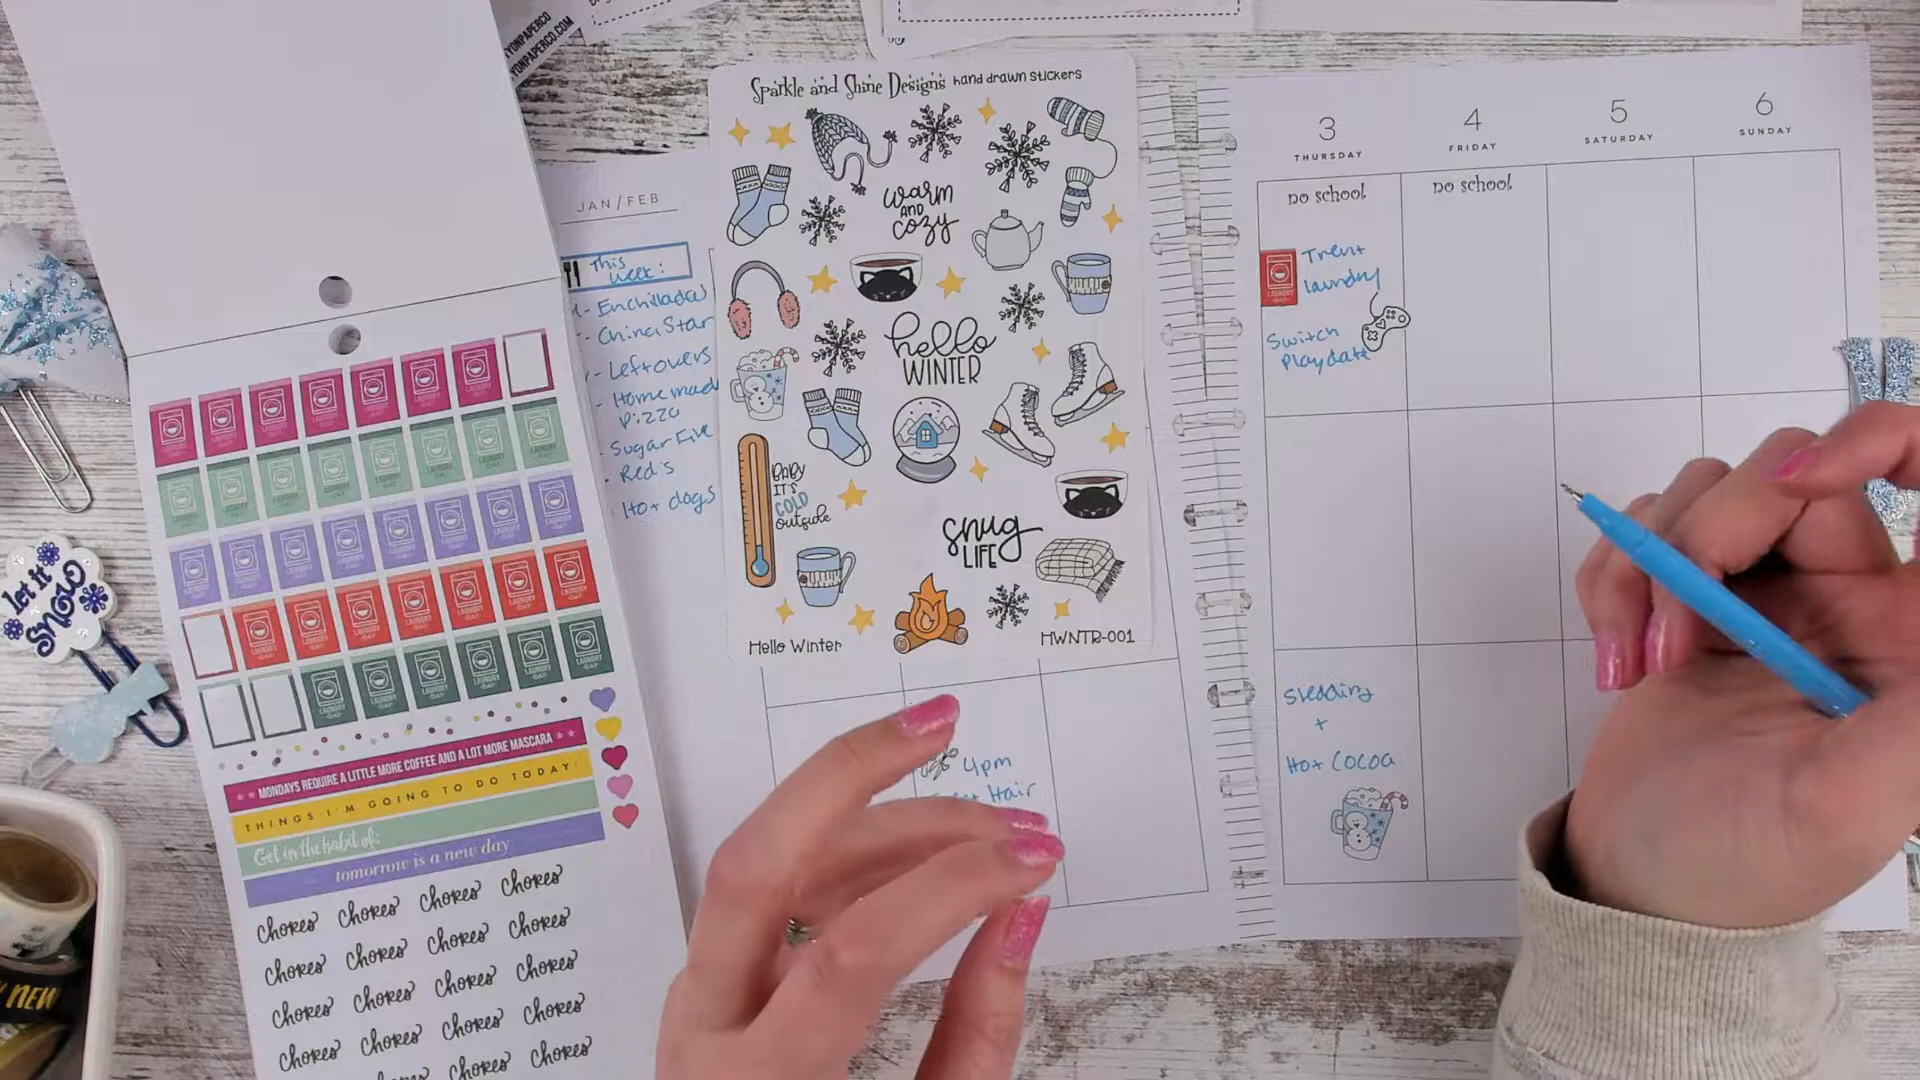 YONPAPERCO
YONPAPERCO.COM
Sparkle and Shine Designs hand drawn stickers
warm
AND
cozy
hello
WINTER
BABY
IT'S
COLD
outside
snug
LIFE
Hello Winter
HWNTR-001
JAN/FEB
This
week:
Enchilladas
China Star
Leftovers
Homemade
Pizza
Sugar Fire
Red's
Hot dogs
4pm
Hair
3
THURSDAY
4
FRIDAY
5
SATURDAY
6
SUNDAY
no school
no school
Trent
laundry
Switch
Playdate
Sledding
+
Hot Cocoa
let it
SNOW
MONDAYS REQUIRE A LITTLE MORE COFFEE AND A LOT MORE MASCARA
THINGS I'M GOING TO DO TODAY:
Get in the habit of:
tomorrow is a new day
chores chores chores chores
chores chores chores chores
chores chores chores chores
chores chores chores chores
chores chores
NEW